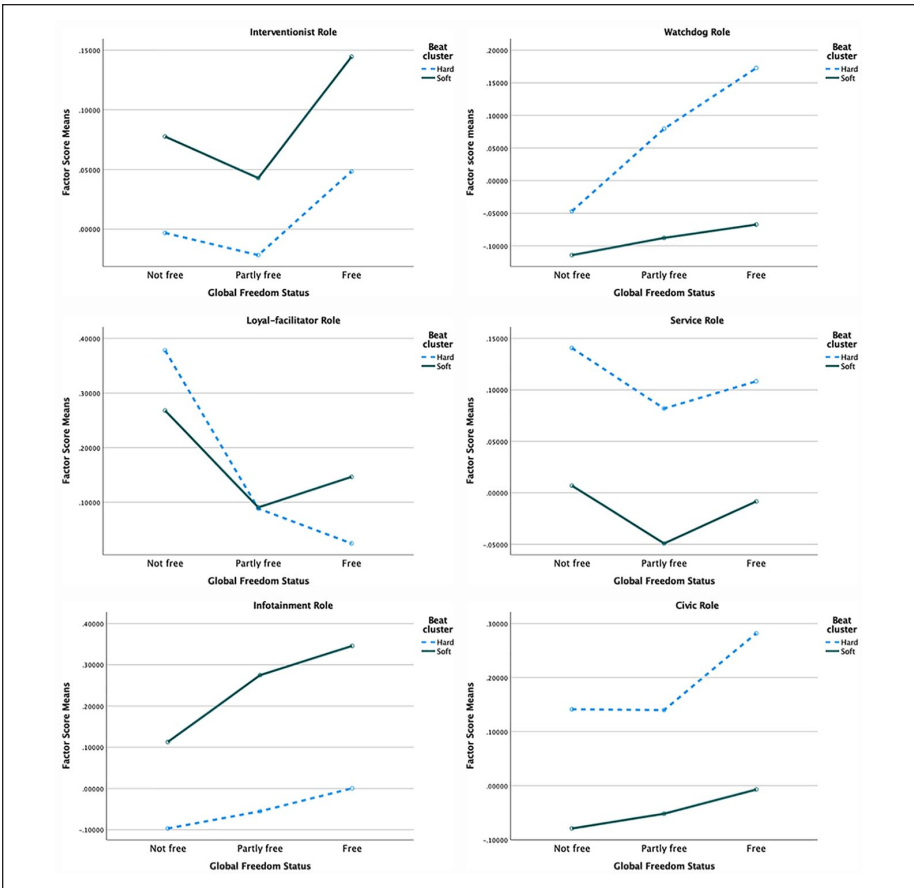 Interventionist Role
Beat
cluster
Hard
Soft
Factor Score Means
.15000
.10000
.05000
.00000
Not free Partly free Free
Global Freedom Status
Watchdog Role
Beat
cluster
Hard
Soft
Factor score means
.20000
.15000
.10000
.05000
.00000
-.05000
-.10000
Not free Partly free Free
Global Freedom Status
Loyal-facilitator Role
Beat
cluster
Hard
Soft
Factor Score Means
.40000
.30000
.20000
.10000
Not free Partly free Free
Global Freedom Status
Service Role
Beat
cluster
Hard
Soft
Factor Score Means
.15000
.10000
.05000
.00000
-.05000
Not free Partly free Free
Global Freedom Status
Infotainment Role
Beat
cluster
Hard
Soft
Factor Score Means
.40000
.30000
.20000
.10000
.00000
-.10000
Not free Partly free Free
Global Freedom Status
Civic Role
Beat
cluster
Hard
Soft
Factor Score Means
.30000
.20000
.10000
.00000
-.10000
Not free Partly free Free
Global Freedom Status